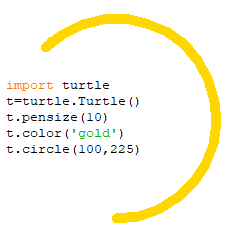 import turtle
t=turtle.Turtle()
t.pensize(10)
t.color('gold')
t.circle(100,225)